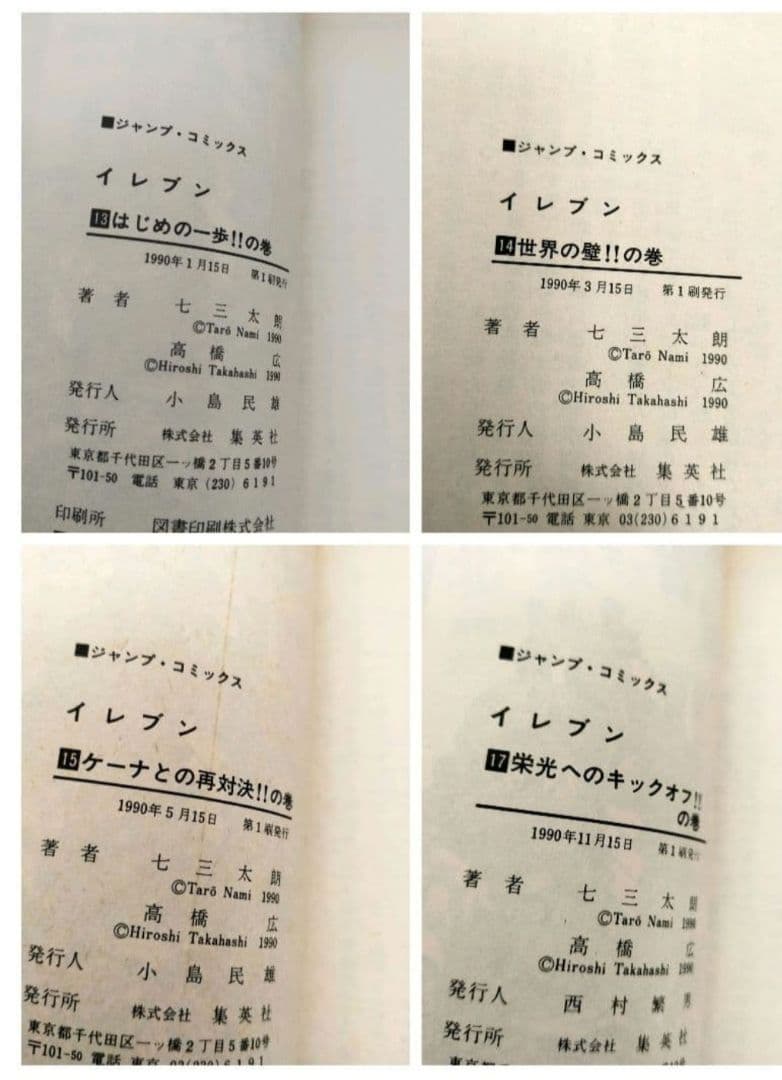 ■ジャンプ・コミックス
イレブン
13はじめの一歩!!の巻
1990年1月15日 第1刷発行
著者 七三太朗
©Tarō Nami 1990
高橋広
©Hiroshi Takahashi 1990
発行人 小島民雄
発行所 株式会社 集英社
東京都千代田区一ッ橋2丁目5番10号
〒101-50 電話 東京 (230) 6191
印刷所 図書印刷株式会社
■ジャンプ・コミックス
イレブン
14世界の壁!!の巻
1990年3月15日 第1刷発行
著者 七三太朗
©Tarō Nami 1990
高橋広
©Hiroshi Takahashi 1990
発行人 小島民雄
発行所 株式会社 集英社
東京都千代田区一ッ橋2丁目5番10号
〒101-50 電話 東京 03(230)6191
■ジャンプ・コミックス
イレブン
15ケーナとの再対決!!の巻
1990年5月15日 第1刷発行
著者 七三太朗
©Tarō Nami 1990
高橋広
©Hiroshi Takahashi 1990
発行人 小島民雄
発行所 株式会社 集英社
東京都千代田区一ッ橋2丁目5番10号
〒101-50 電話 東京 03(230)6191
■ジャンプ・コミックス
イレブン
17栄光へのキックオフ!!
の巻
1990年11月15日 第1刷発行
著者 七三太朗
©Tarō Nami 1990
高橋広
©Hiroshi Takahashi 1990
発行人 西村繁男
発行所 株式会社 集英社